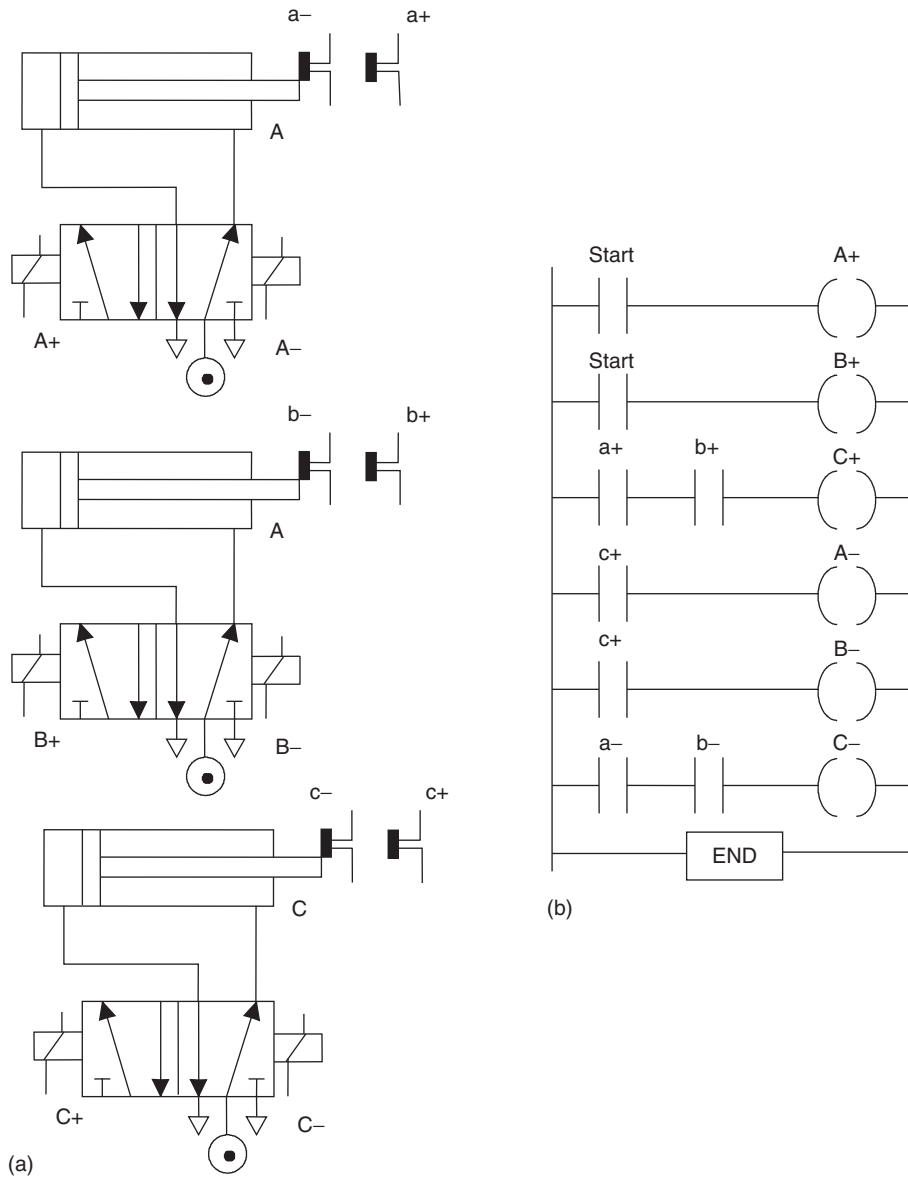 a– a+
A
A+ A–
b– b+
A
B+ B–
c– c+
C
C+ C–
(a)
Start A+
Start B+
a+ b+ C+
c+ A–
c+ B–
a– b– C–
END
(b)